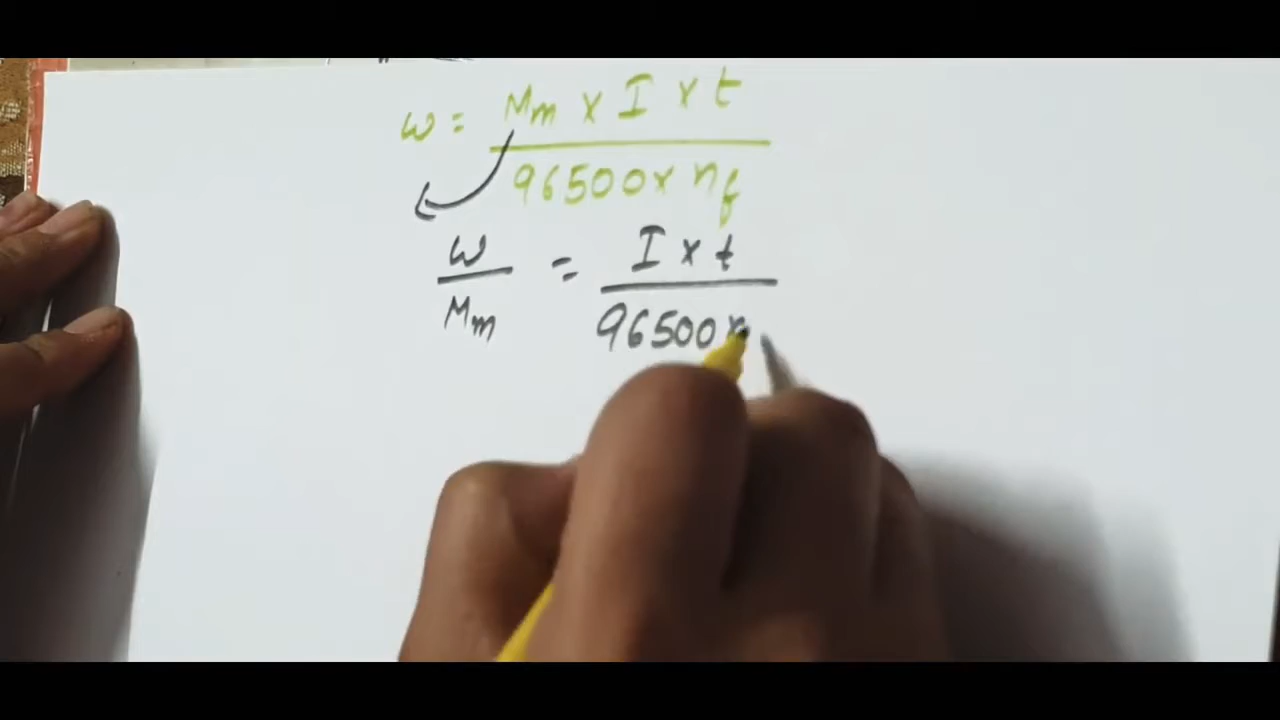 w = Mm x I x t
96500 x nf
w = I x t
Mm 96500 x